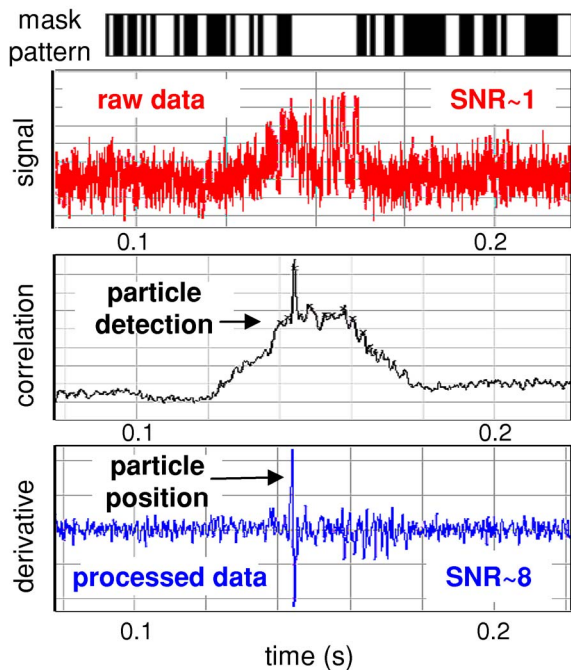 mask
pattern
raw data SNR~1
signal
0.1 0.2
particle
detection
correlation
0.1 0.2
particle
position
derivative
processed data SNR~8
0.1 0.2
time (s)